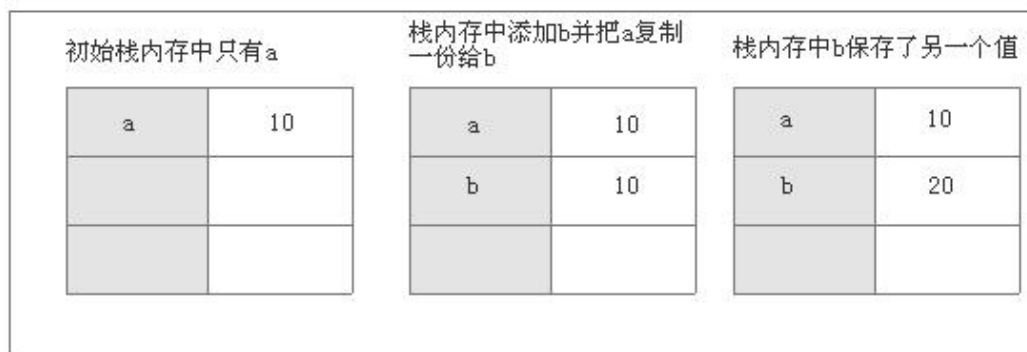 初始栈内存中只有a
栈内存中添加b并把a复制
一份给b
栈内存中b保存了另一个值
a 10
a 10
b 10
a 10
b 20